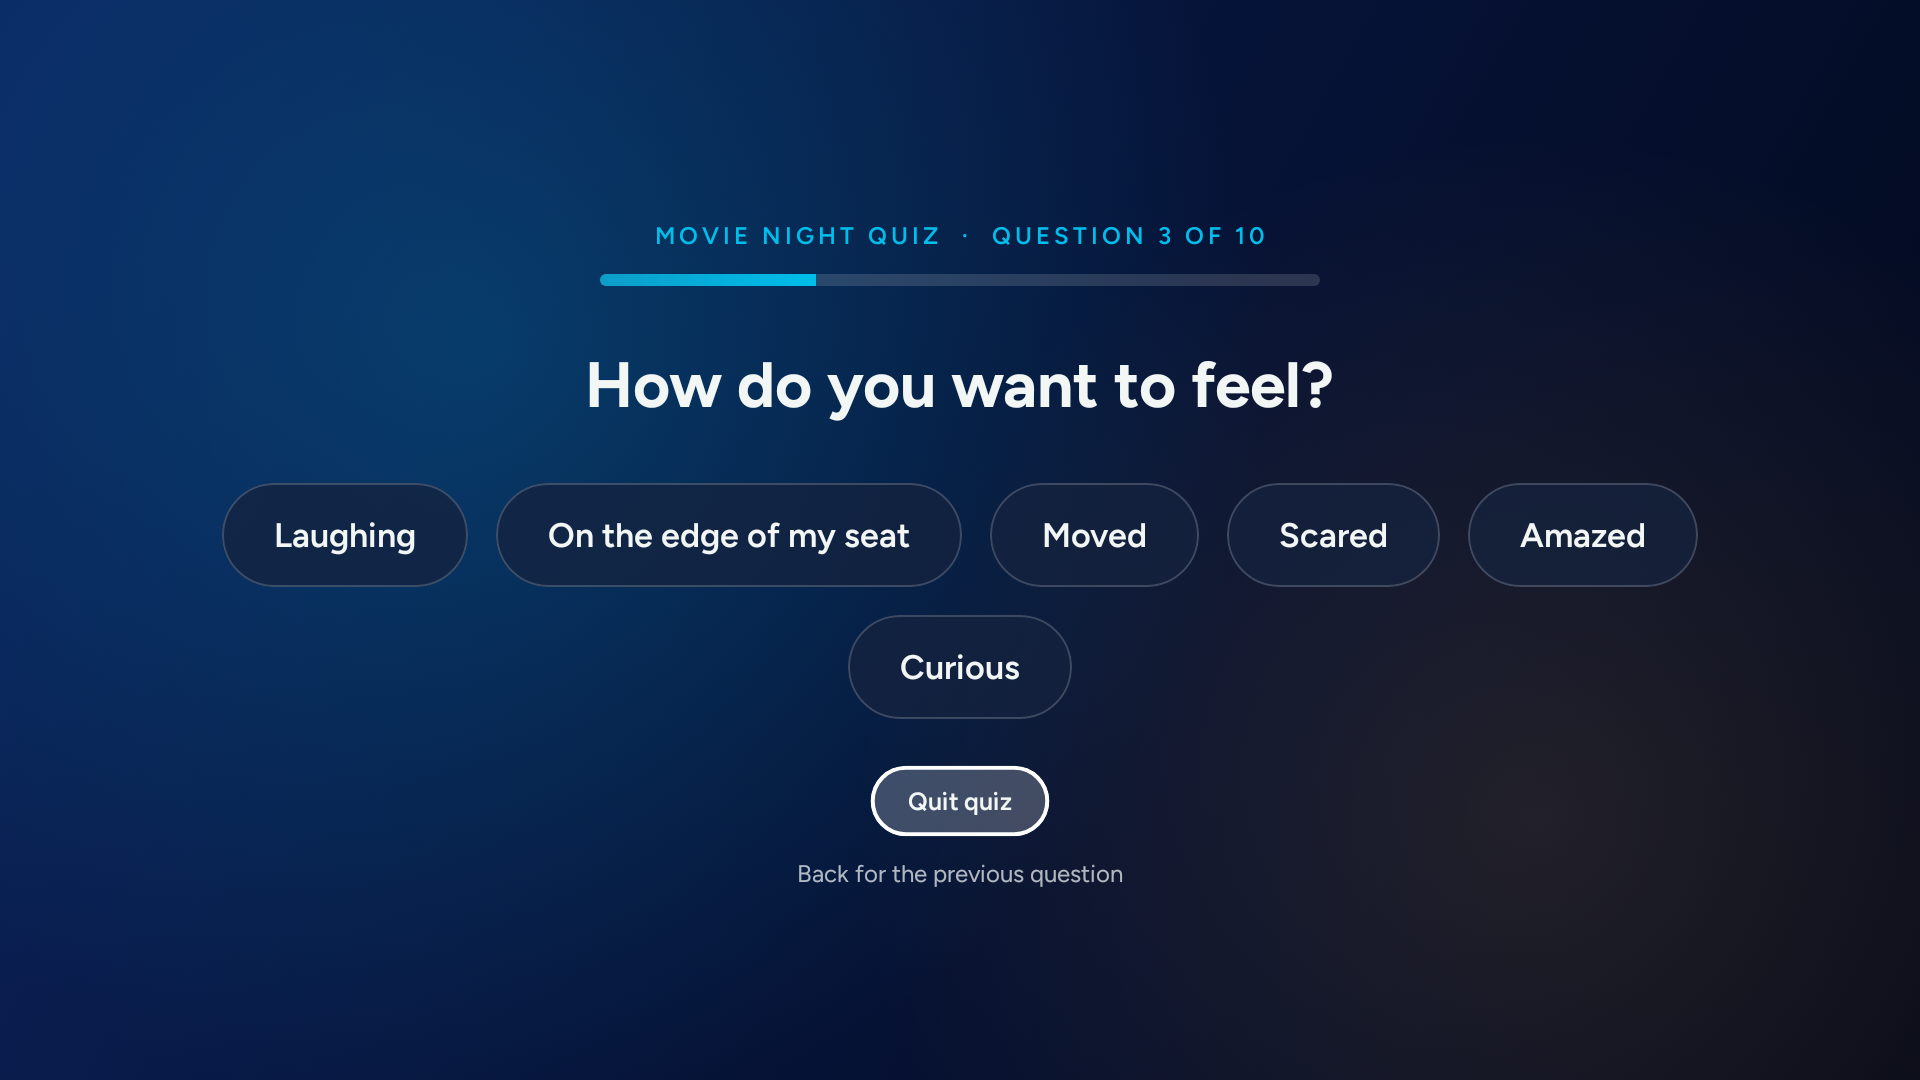 MOVIE NIGHT QUIZ · QUESTION 3 OF 10
How do you want to feel?
Laughing
On the edge of my seat
Moved
Scared
Amazed
Curious
Quit quiz
Back for the previous question